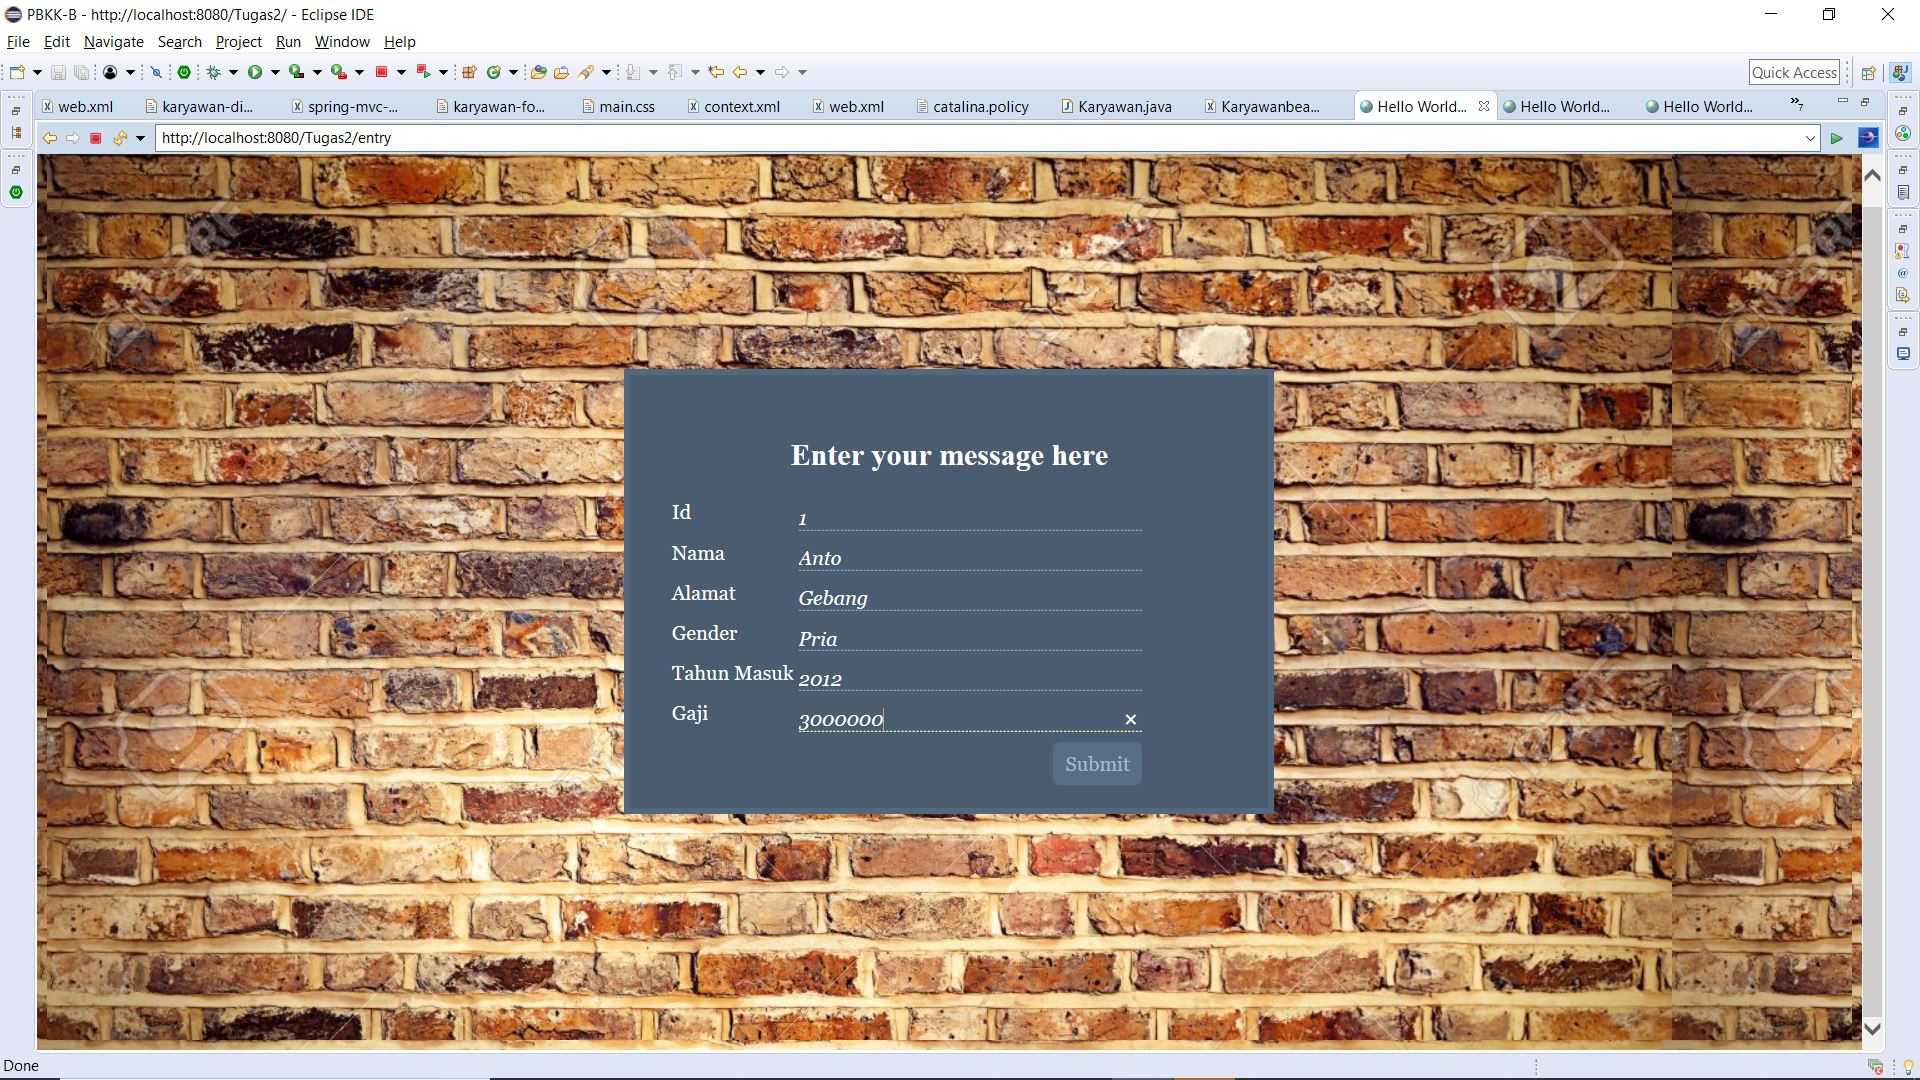 PBKK-B - http://localhost:8080/Tugas2/ - Eclipse IDE
File Edit Navigate Search Project Run Window Help
Quick Access
web.xml karyawan-di... spring-mvc-... karyawan-fo... main.css context.xml web.xml catalina.policy Karyawan.java Karyawanbea... Hello World... Hello World... Hello World... »7
http://localhost:8080/Tugas2/entry
Enter your message here
Id 1
Nama Anto
Alamat Gebang
Gender Pria
Tahun Masuk 2012
Gaji 3000000
Submit
Done